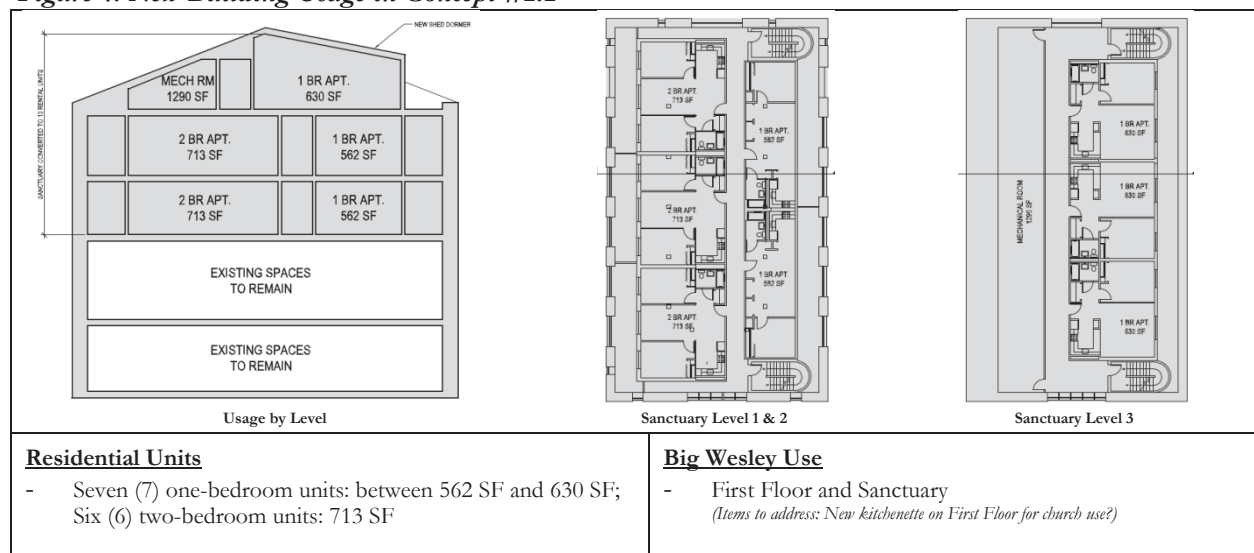 Figure 4: New Building Usage in Concept #2.2
NEW SHED DORMER
SANCTUARY CONVERTED TO 13 RENTAL UNITS
MECH RM
1290 SF
1 BR APT.
630 SF
2 BR APT.
713 SF
1 BR APT.
562 SF
2 BR APT.
713 SF
1 BR APT.
562 SF
EXISTING SPACES
TO REMAIN
EXISTING SPACES
TO REMAIN
Usage by Level
2 BR APT.
713 SF
1 BR APT.
562 SF
2 BR APT.
713 SF
1 BR APT.
562 SF
2 BR APT.
713 SF
Sanctuary Level 1 & 2
MECHANICAL ROOM
1290 SF
1 BR APT.
630 SF
1 BR APT.
630 SF
1 BR APT.
630 SF
Sanctuary Level 3
Residential Units
- Seven (7) one-bedroom units: between 562 SF and 630 SF;
Six (6) two-bedroom units: 713 SF
Big Wesley Use
- First Floor and Sanctuary
(Items to address: New kitchenette on First Floor for church use?)